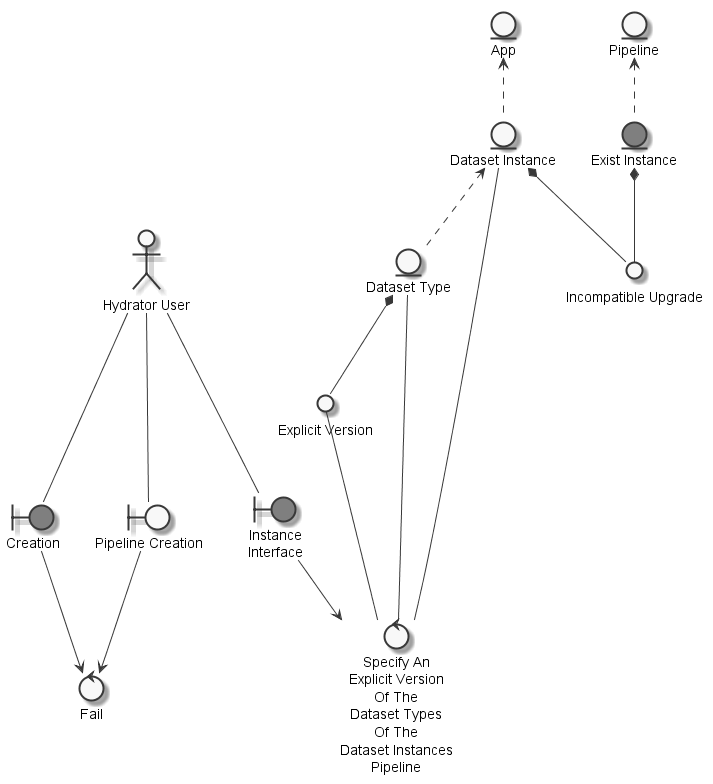 App
Pipeline
Dataset Instance
Exist Instance
Hydrator User
Dataset Type
Incompatible Upgrade
Explicit Version
Creation
Pipeline Creation
Instance
Interface
Fail
Specify An
Explicit Version
Of The
Dataset Types
Of The
Dataset Instances
Pipeline